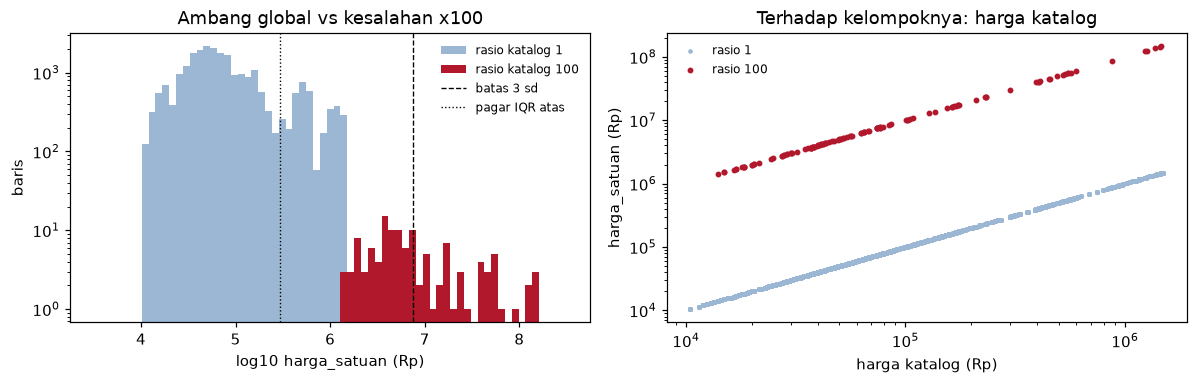 Ambang global vs kesalahan x100
rasio katalog 1
rasio katalog 100
batas 3 sd
pagar IQR atas
baris
10³
10²
10¹
10⁰
4
5
6
7
8
log10 harga_satuan (Rp)
Terhadap kelompoknya: harga katalog
rasio 1
rasio 100
harga_satuan (Rp)
10⁸
10⁷
10⁶
10⁵
10⁴
10⁴
10⁵
10⁶
harga katalog (Rp)